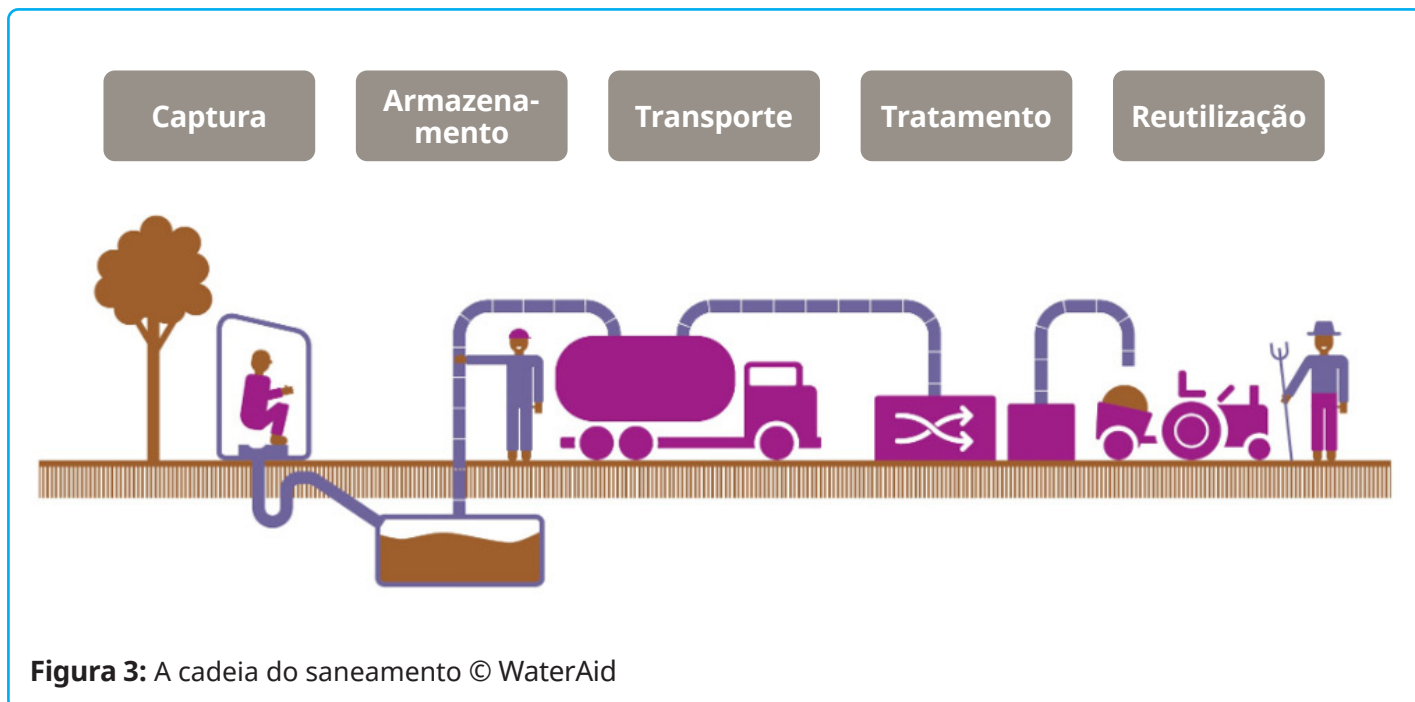 Captura
Armazena-
mento
Transporte
Tratamento
Reutilização
Figura 3: A cadeia do saneamento © WaterAid